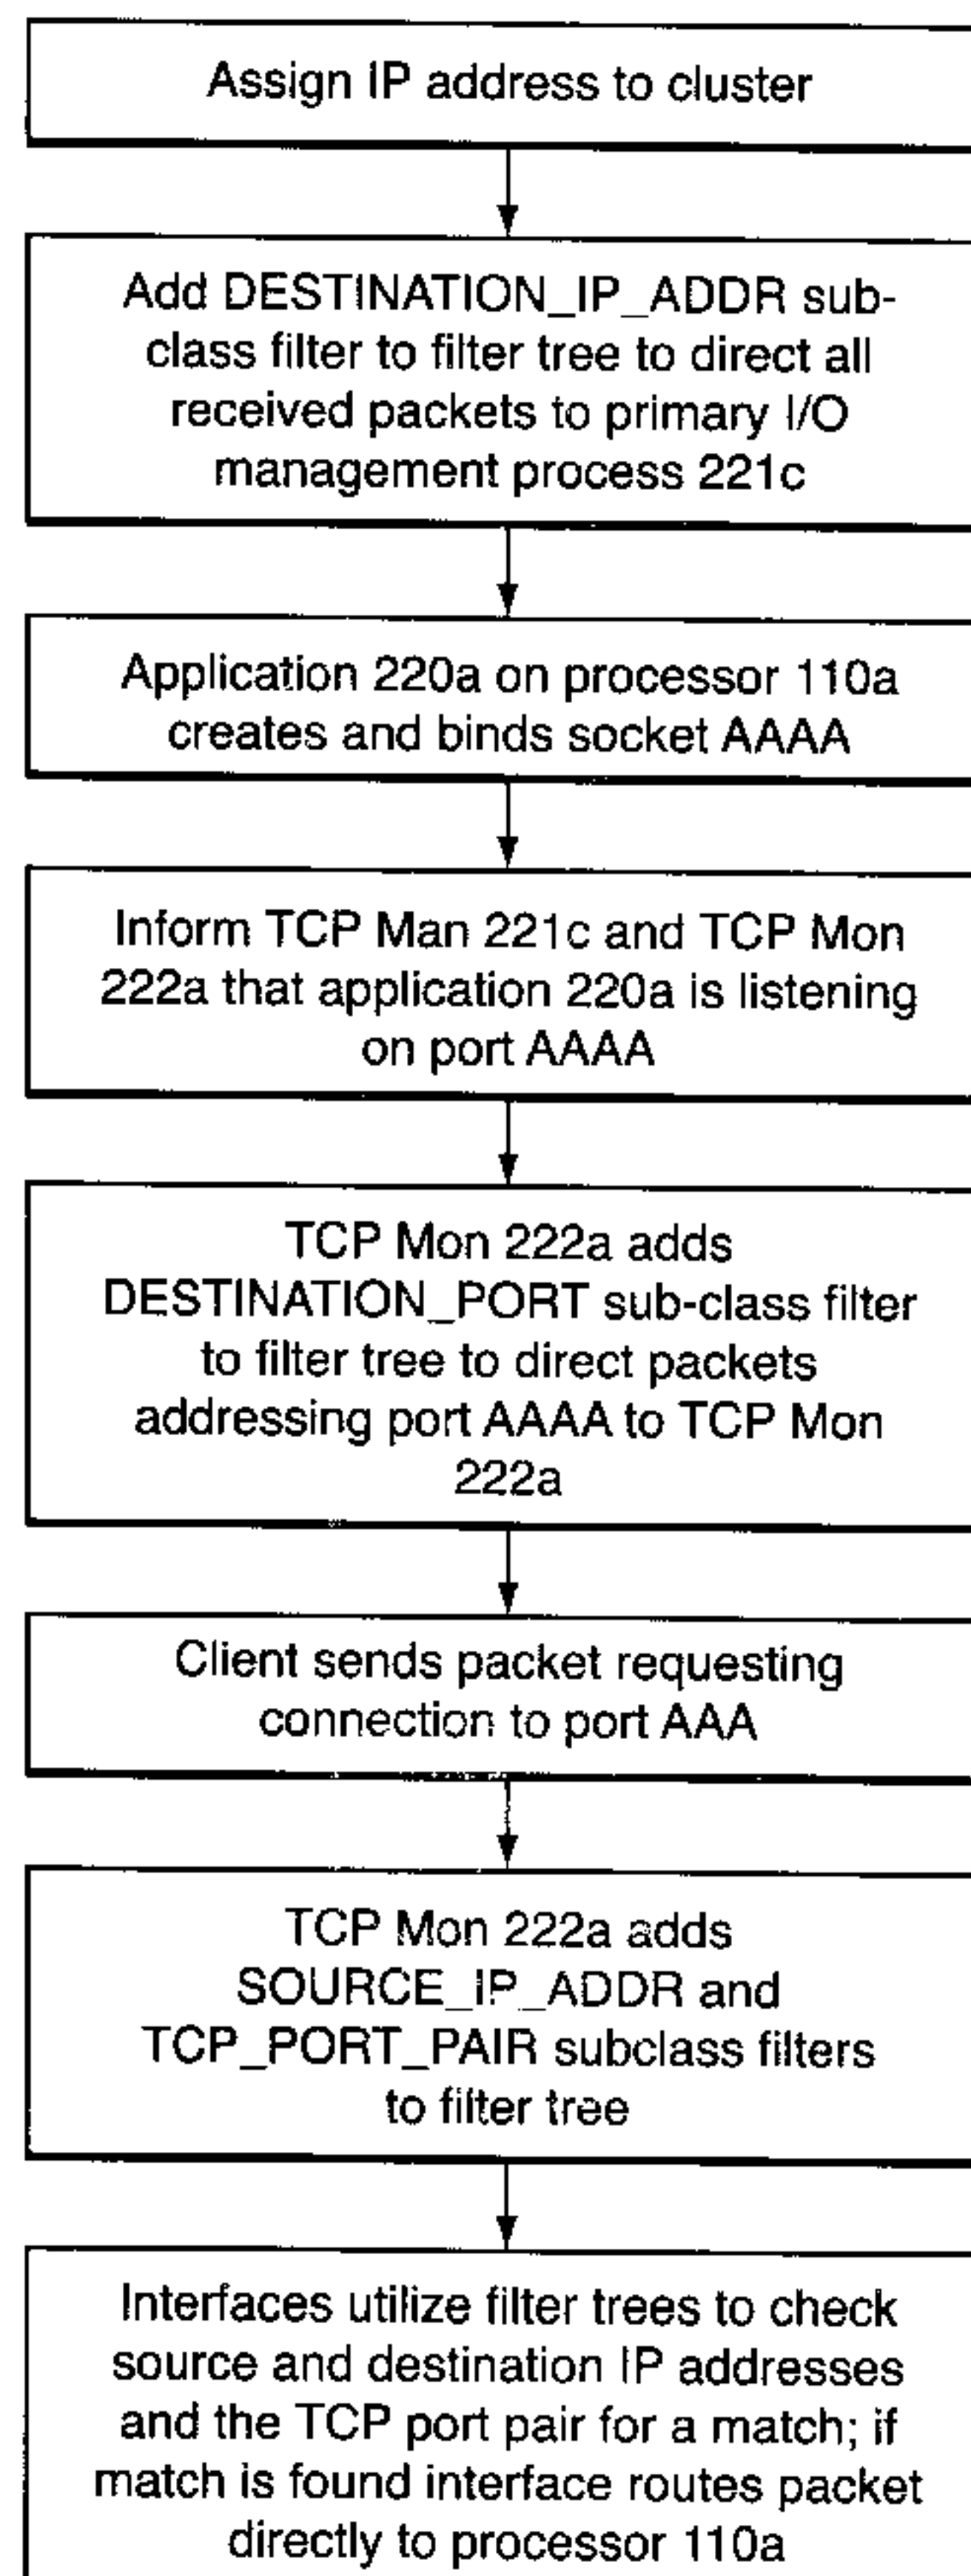 Assign IP address to cluster
Add DESTINATION_IP_ADDR sub-
class filter to filter tree to direct all
received packets to primary I/O
management process 221c
Application 220a on processor 110a
creates and binds socket AAAA
Inform TCP Man 221c and TCP Mon
222a that application 220a is listening
on port AAAA
TCP Mon 222a adds
DESTINATION_PORT sub-class filter
to filter tree to direct packets
addressing port AAAA to TCP Mon
222a
Client sends packet requesting
connection to port AAA
TCP Mon 222a adds
SOURCE_IP_ADDR and
TCP_PORT_PAIR subclass filters
to filter tree
Interfaces utilize filter trees to check
source and destination IP addresses
and the TCP port pair for a match; if
match is found interface routes packet
directly to processor 110a